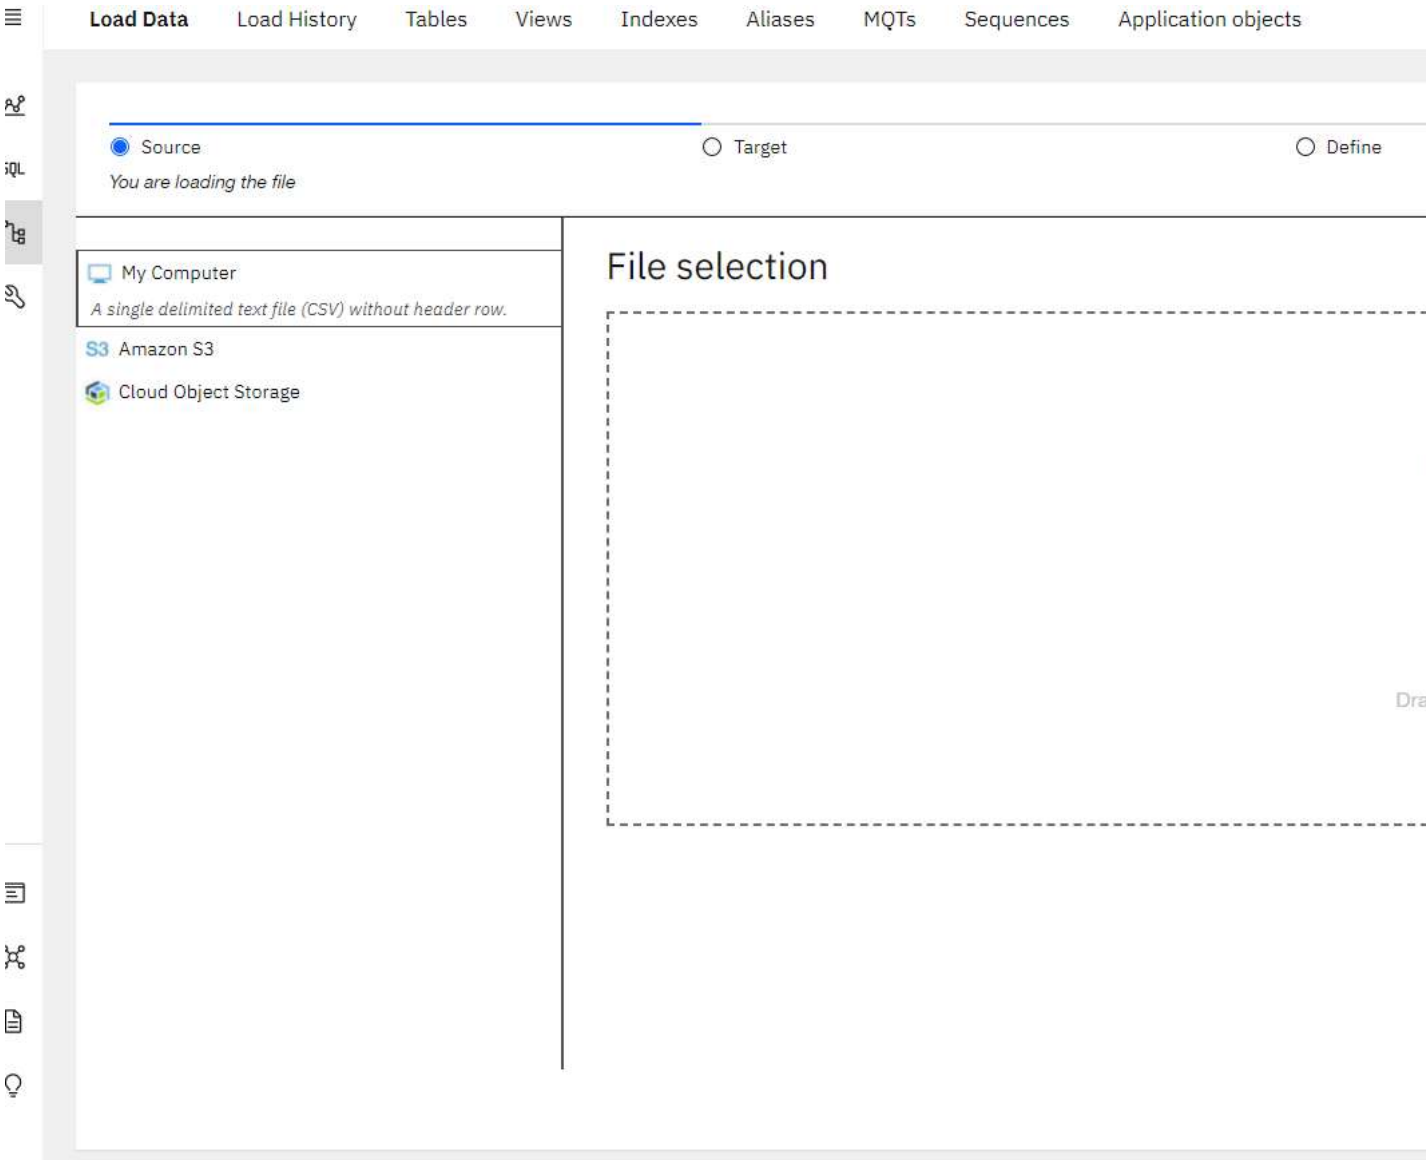 Load Data Load History Tables Views Indexes Aliases MQTs Sequences Application objects
Source Target Define
SQL
You are loading the file
My Computer
A single delimited text file (CSV) without header row.
S3 Amazon S3
Cloud Object Storage
File selection
Dra